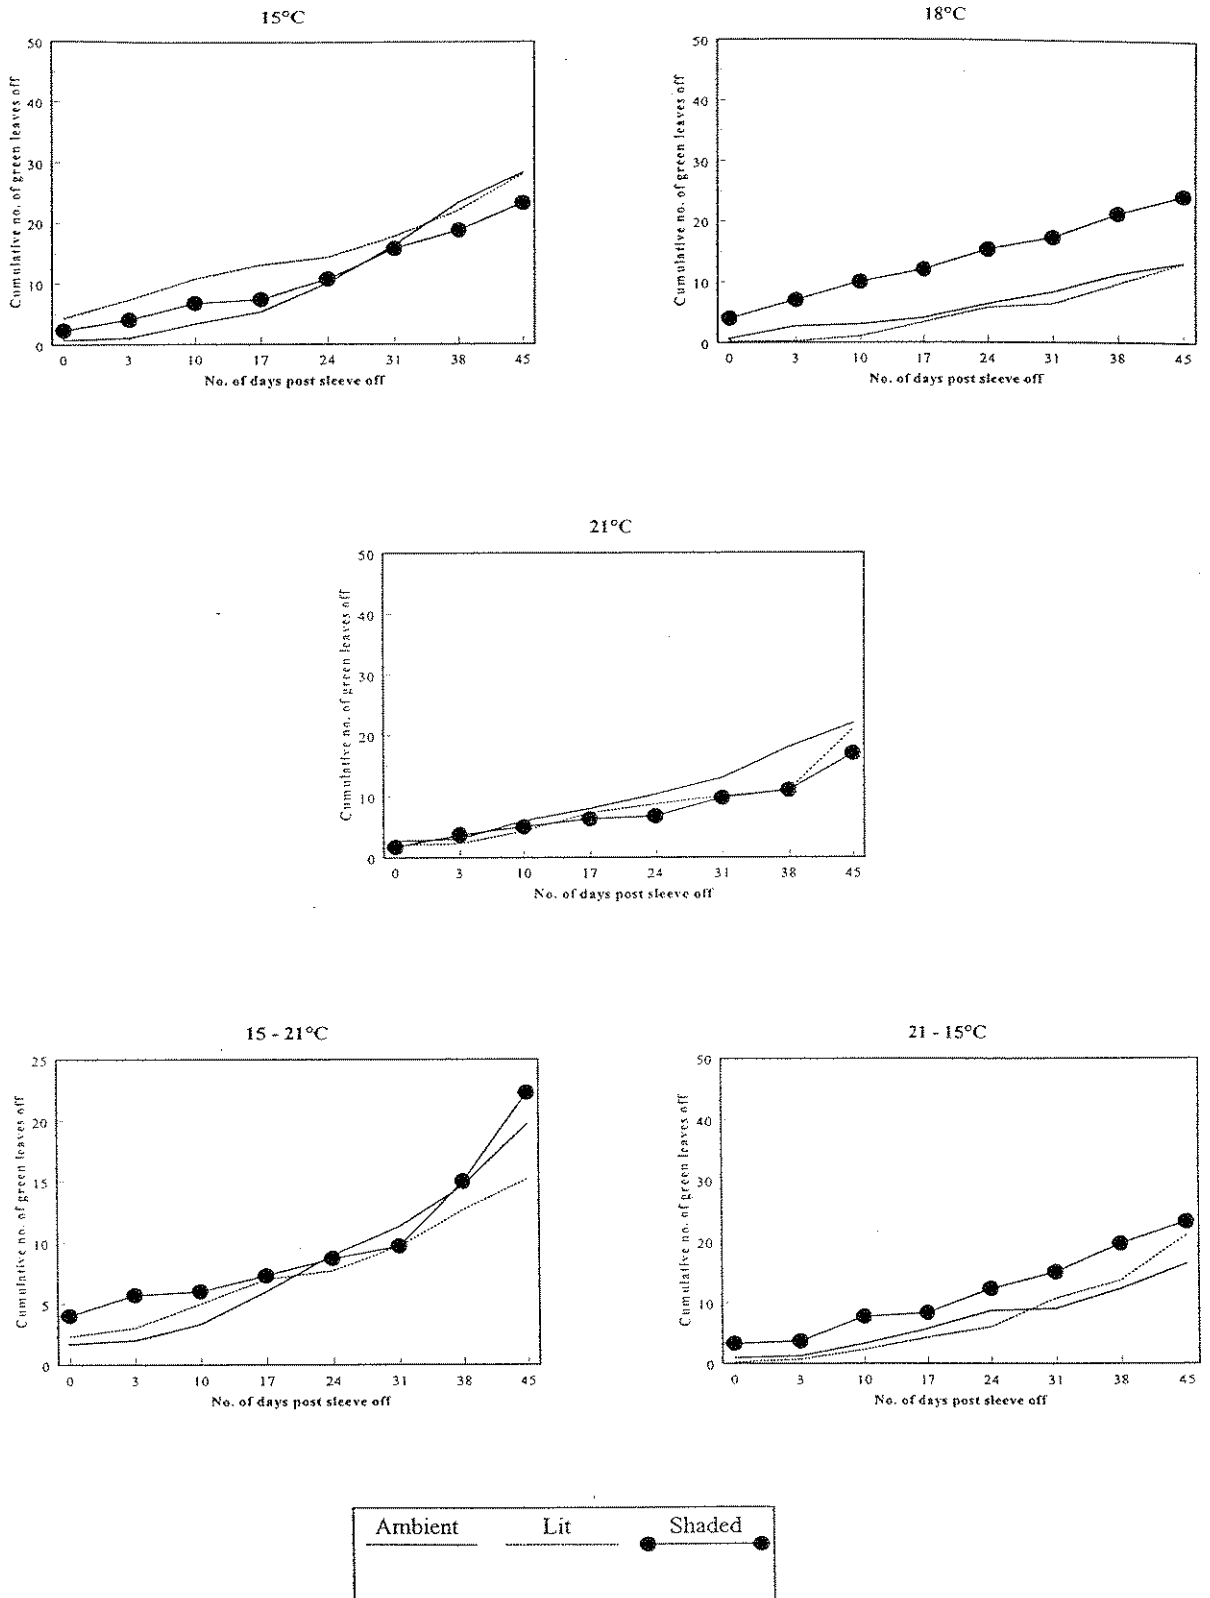 15°C
Cumulative no. of green leaves off
50
40
30
20
10
0
0 3 10 17 24 31 38 45
No. of days post sleeve off
18°C
Cumulative no. of green leaves off
50
40
30
20
10
0
0 3 10 17 24 31 38 45
No. of days post sleeve off
21°C
Cumulative no. of green leaves off
50
40
30
20
10
0
0 3 10 17 24 31 38 45
No. of days post sleeve off
15 - 21°C
Cumulative no. of green leaves off
25
20
15
10
5
0
0 3 10 17 24 31 38 45
No. of days post sleeve off
21 - 15°C
Cumulative no. of green leaves off
50
40
30
20
10
0
0 3 10 17 24 31 38 45
No. of days post sleeve off
Ambient Lit Shaded